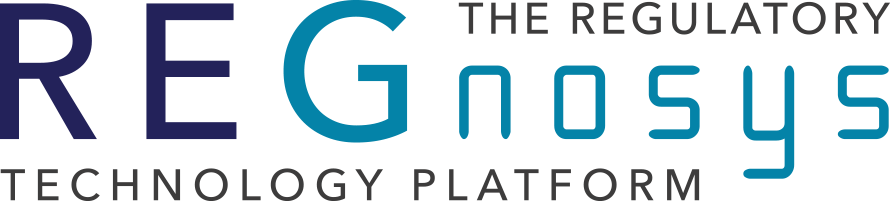 THE REGULATORY
REGnosys
TECHNOLOGY PLATFORM